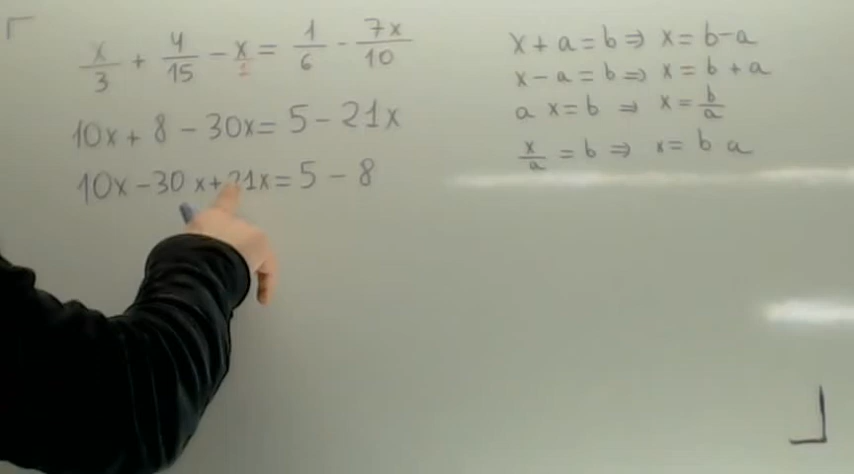 x/3 + 4/15 - x/1 = 1/6 - 7x/10
10x + 8 - 30x = 5 - 21x
10x - 30x + 21x = 5 - 8
x + a = b ⇒ x = b - a
x - a = b ⇒ x = b + a
a x = b ⇒ x = b/a
x/a = b ⇒ x = b a